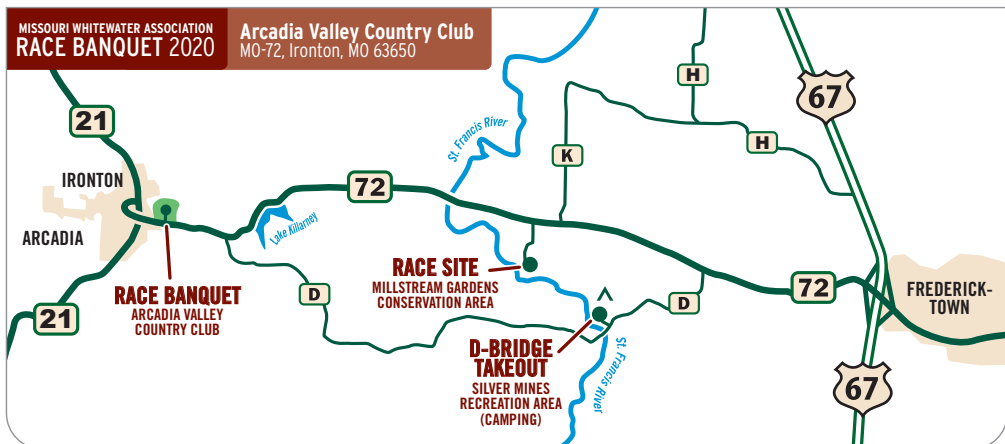 MISSOURI WHITEWATER ASSOCIATION
RACE BANQUET 2020
Arcadia Valley Country Club
MO-72, Ironton, MO 63650
21
IRONTON
ARCADIA
21
RACE BANQUET
ARCADIA VALLEY
COUNTRY CLUB
Lake Killarney
72
D
St. Francis River
K
H
H
67
RACE SITE
MILLSTREAM GARDENS
CONSERVATION AREA
D
D-BRIDGE
TAKEOUT
SILVER MINES
RECREATION AREA
(CAMPING)
St. Francis River
72
FREDERICK-
TOWN
67